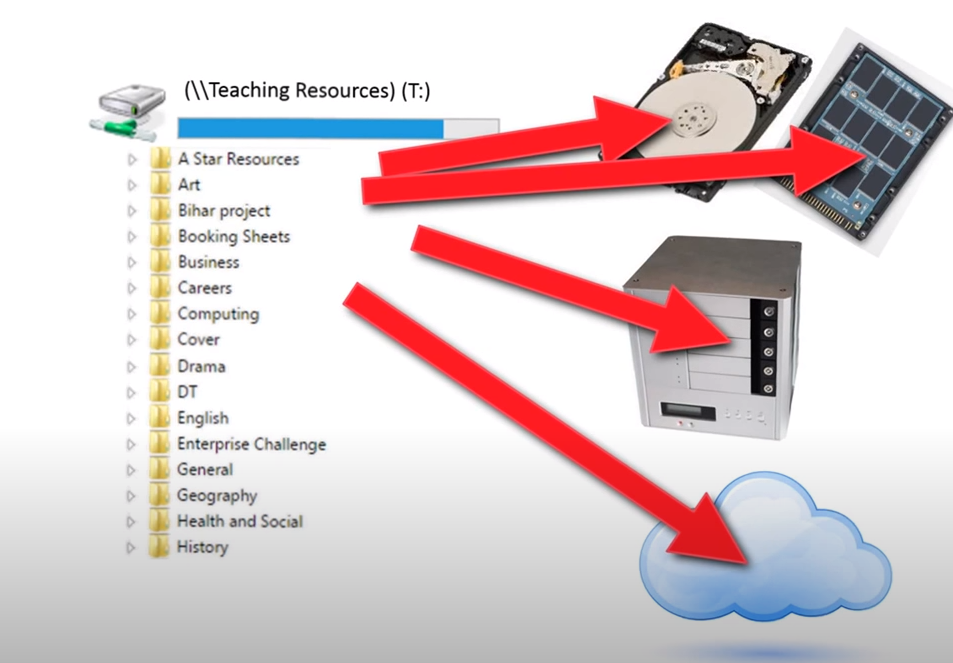 (\\Teaching Resources) (T:)
A Star Resources
Art
Bihar project
Booking Sheets
Business
Careers
Computing
Cover
Drama
DT
English
Enterprise Challenge
General
Geography
Health and Social
History